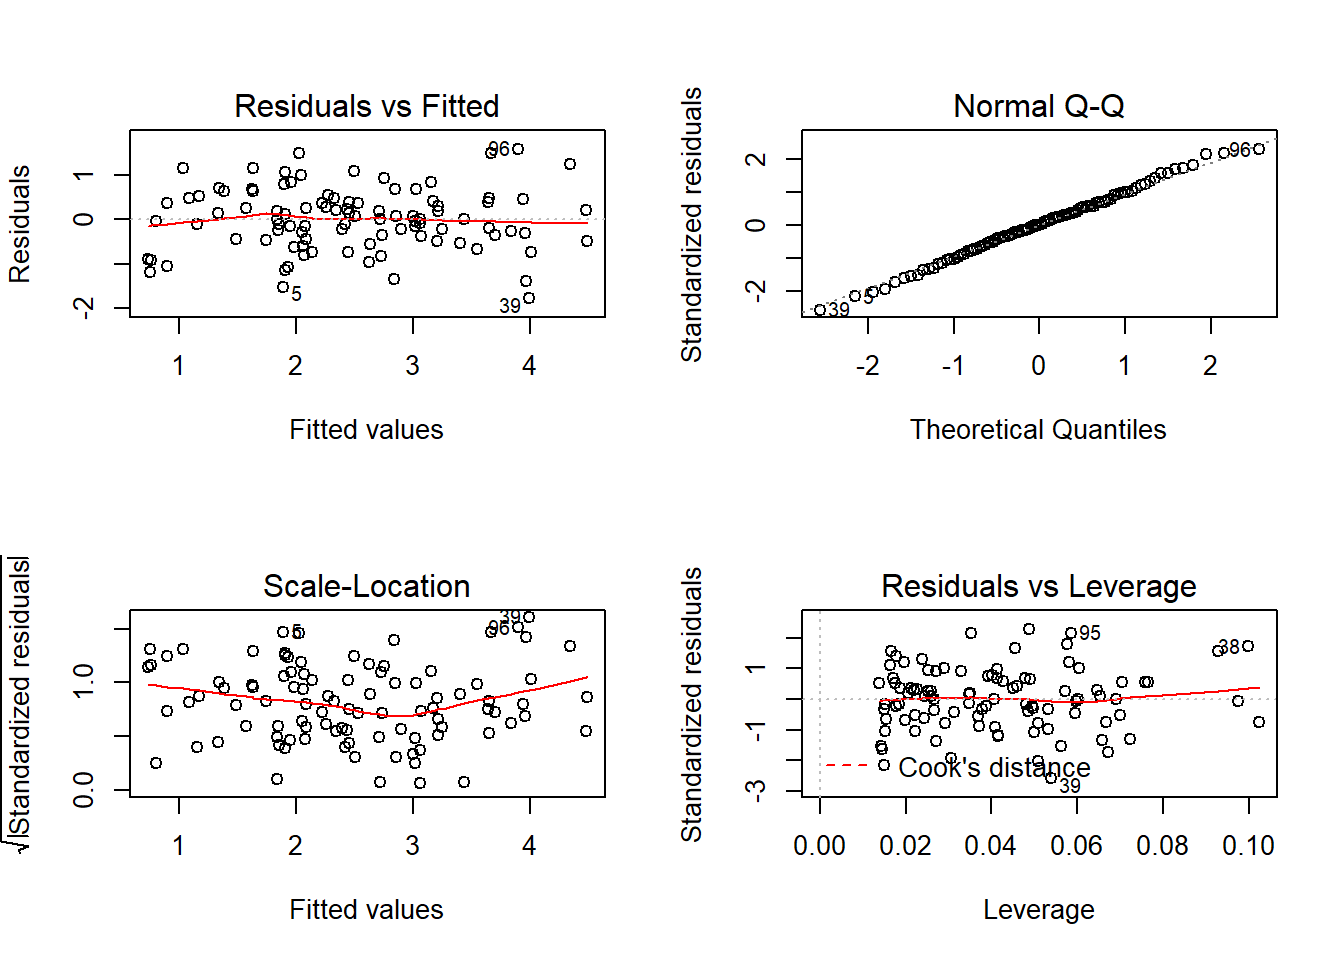 Residuals vs Fitted
Residuals
1
0
-2
96
5
39
1 2 3 4
Fitted values
Normal Q-Q
Standardized residuals
2
0
-2
96
5
39
-2 -1 0 1 2
Theoretical Quantiles
Scale-Location
√|Standardized residuals|
1.0
0.0
39
5
96
1 2 3 4
Fitted values
Residuals vs Leverage
Standardized residuals
1
-1
-3
95
38
Cook's distance
39
0.00 0.02 0.04 0.06 0.08 0.10
Leverage